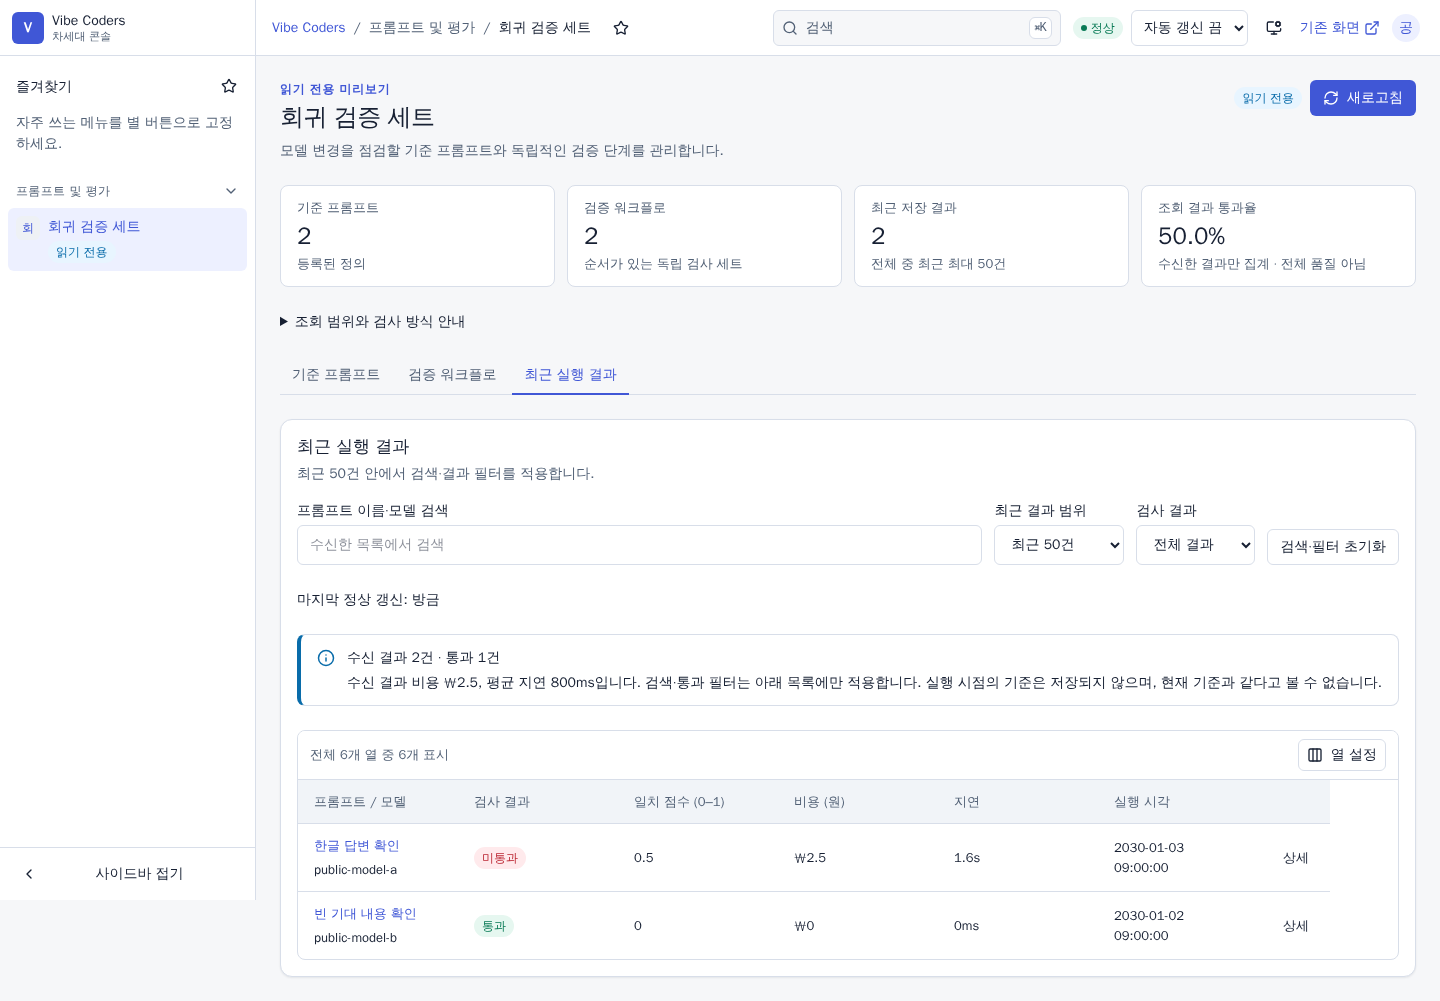 V
Vibe Coders
차세대 콘솔
Vibe Coders / 프롬프트 및 평가 / 회귀 검증 세트
검색
⌘K
정상
자동 갱신 끔
기존 화면
공
즐겨찾기
자주 쓰는 메뉴를 별 버튼으로 고정
하세요.
프롬프트 및 평가
회 회귀 검증 세트
읽기 전용
사이드바 접기
읽기 전용 미리보기
회귀 검증 세트
모델 변경을 점검할 기준 프롬프트와 독립적인 검증 단계를 관리합니다.
읽기 전용
새로고침
기준 프롬프트
2
등록된 정의
검증 워크플로
2
순서가 있는 독립 검사 세트
최근 저장 결과
2
전체 중 최근 최대 50건
조회 결과 통과율
50.0%
수신한 결과만 집계 · 전체 품질 아님
조회 범위와 검사 방식 안내
기준 프롬프트 검증 워크플로 최근 실행 결과
최근 실행 결과
최근 50건 안에서 검색·결과 필터를 적용합니다.
프롬프트 이름·모델 검색
수신한 목록에서 검색
최근 결과 범위
최근 50건
검사 결과
전체 결과
검색·필터 초기화
마지막 정상 갱신: 방금
수신 결과 2건 · 통과 1건
수신 결과 비용 ₩2.5, 평균 지연 800ms입니다. 검색·통과 필터는 아래 목록에만 적용합니다. 실행 시점의 기준은 저장되지 않으며, 현재 기준과 같다고 볼 수 없습니다.
전체 6개 열 중 6개 표시
열 설정
프롬프트 / 모델 검사 결과 일치 점수 (0–1) 비용 (원) 지연 실행 시각
한글 답변 확인
public-model-a
미통과
0.5
₩2.5
1.6s
2030-01-03
09:00:00
상세
빈 기대 내용 확인
public-model-b
통과
0
₩0
0ms
2030-01-02
09:00:00
상세